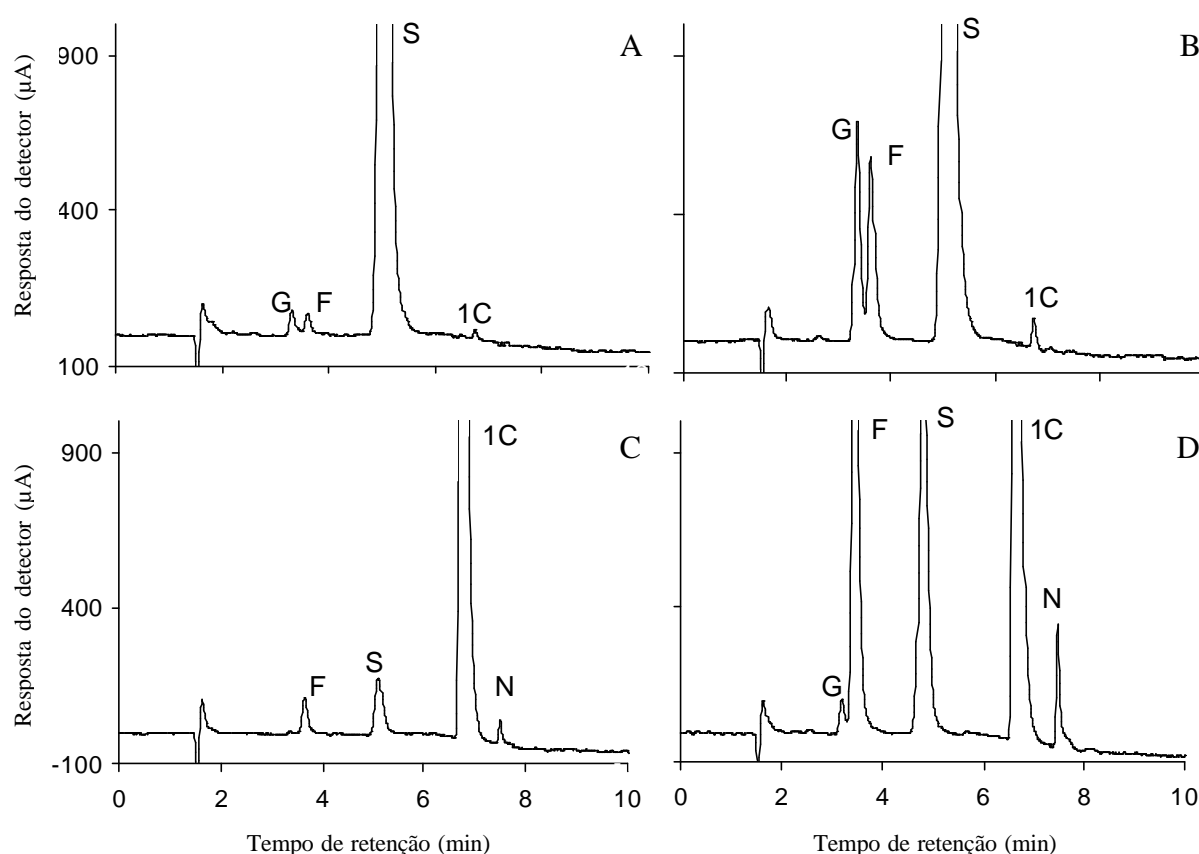 Resposta do detector (µA)
900
400
100
S
A
G
F
1C
S
B
G
F
1C
Resposta do detector (µA)
900
400
-100
1C
C
F
S
N
0 2 4 6 8 10
Tempo de retenção (min)
F
S
1C
D
G
N
0 2 4 6 8 10
Tempo de retenção (min)